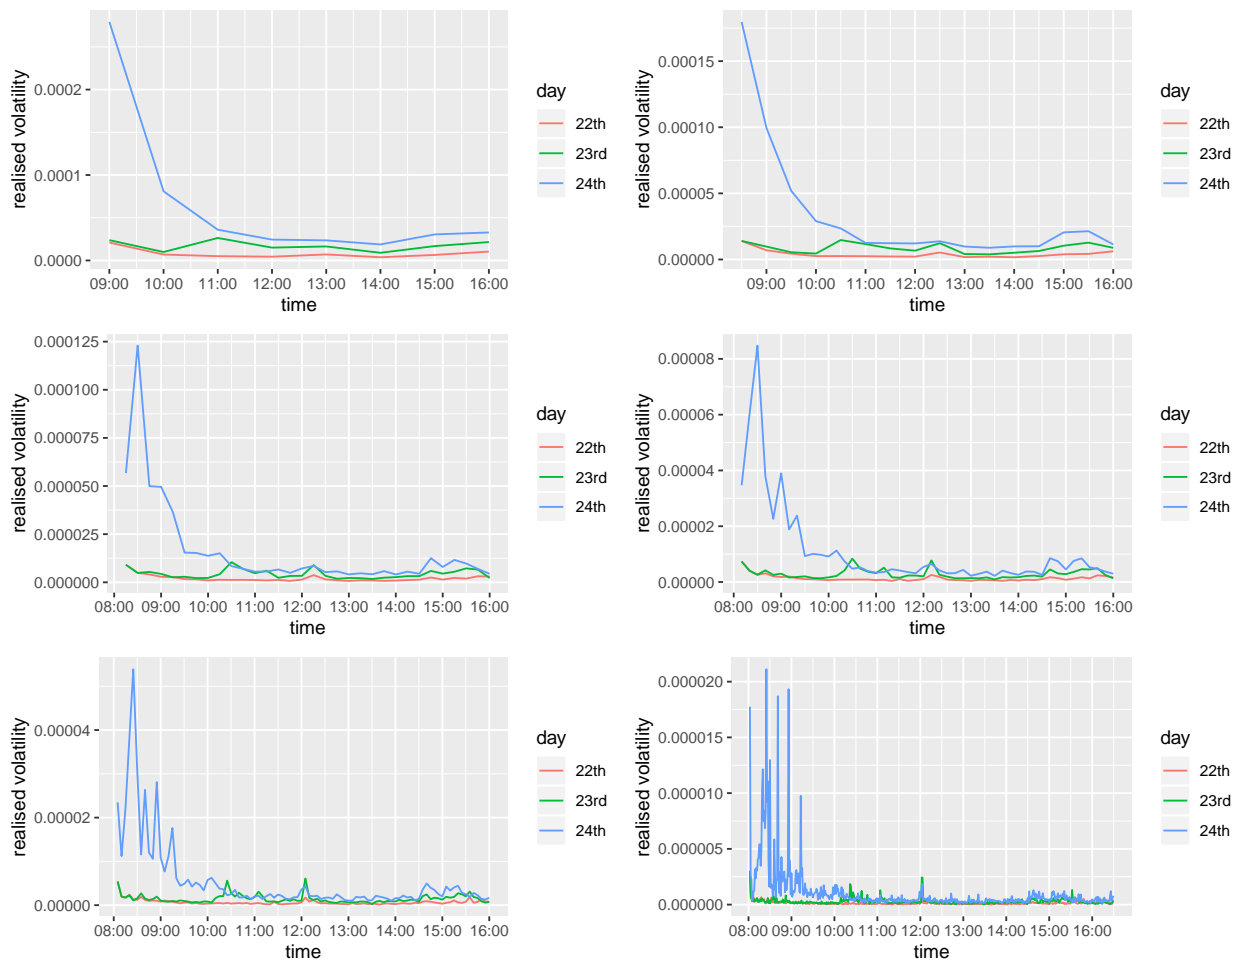 0.0002
0.0001
0.0000
realised volatility
09:00 10:00 11:00 12:00 13:00 14:00 15:00 16:00
time
day
22th
23rd
24th
0.00015
0.00010
0.00005
0.00000
realised volatility
09:00 10:00 11:00 12:00 13:00 14:00 15:00 16:00
time
day
22th
23rd
24th
0.000125
0.000100
0.000075
0.000050
0.000025
0.000000
realised volatility
08:00 09:00 10:00 11:00 12:00 13:00 14:00 15:00 16:00
time
day
22th
23rd
24th
0.00008
0.00006
0.00004
0.00002
0.00000
realised volatility
08:00 09:00 10:00 11:00 12:00 13:00 14:00 15:00 16:00
time
day
22th
23rd
24th
0.00004
0.00002
0.00000
realised volatility
08:00 09:00 10:00 11:00 12:00 13:00 14:00 15:00 16:00
time
day
22th
23rd
24th
0.000020
0.000015
0.000010
0.000005
0.000000
realised volatility
08:00 09:00 10:00 11:00 12:00 13:00 14:00 15:00 16:00
time
day
22th
23rd
24th